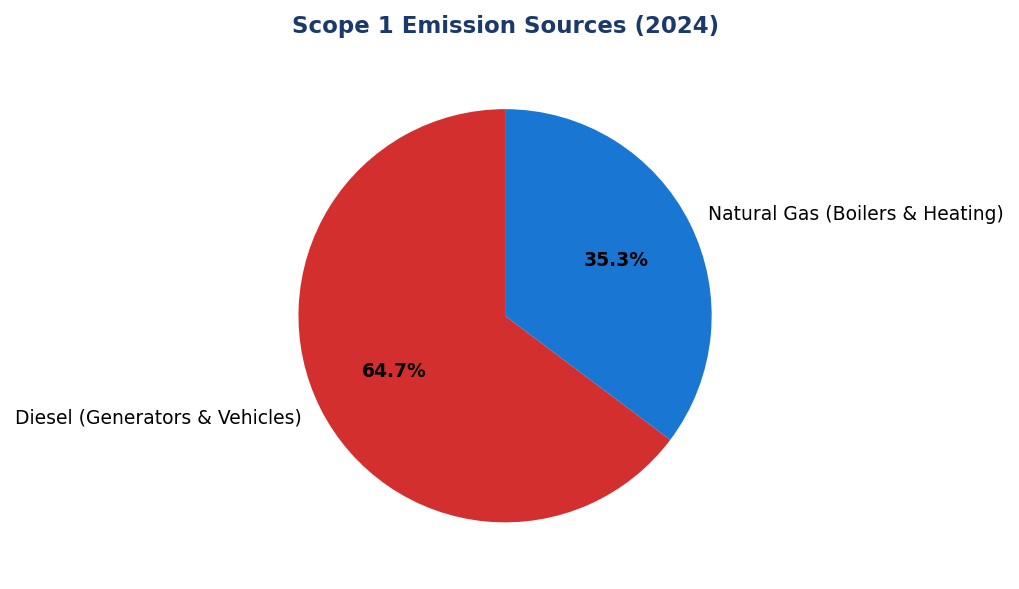 Scope 1 Emission Sources (2024)
Natural Gas (Boilers & Heating)
35.3%
64.7%
Diesel (Generators & Vehicles)